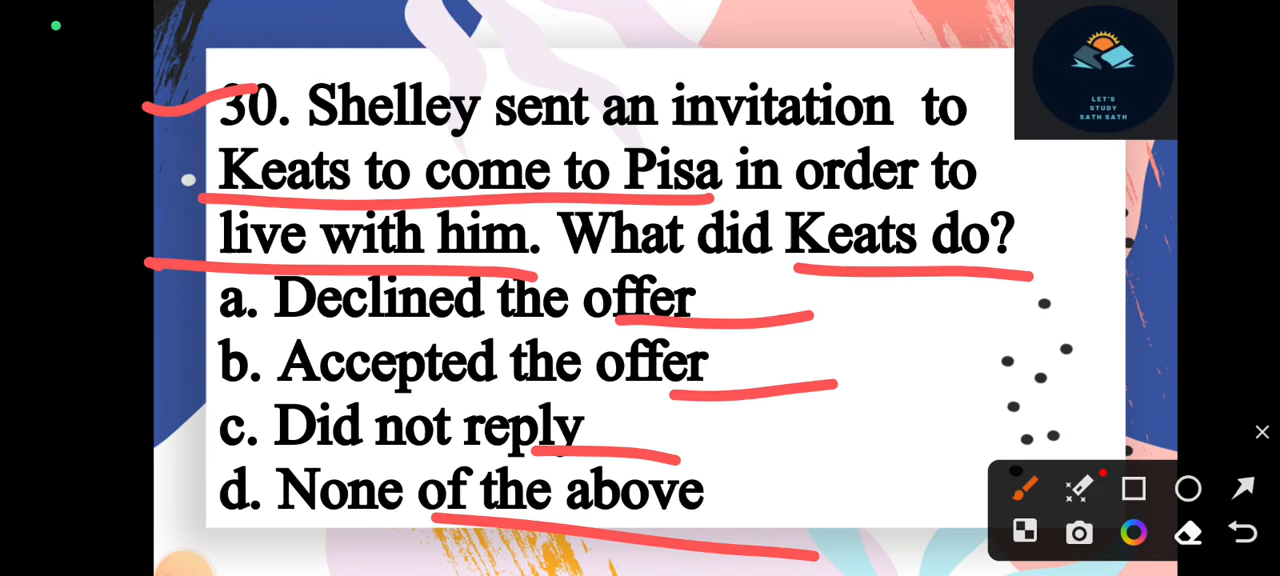 30. Shelley sent an invitation to
Keats to come to Pisa in order to
live with him. What did Keats do?
a. Declined the offer
b. Accepted the offer
c. Did not reply
d. None of the above
LET'S
STUDY
SATH SATH